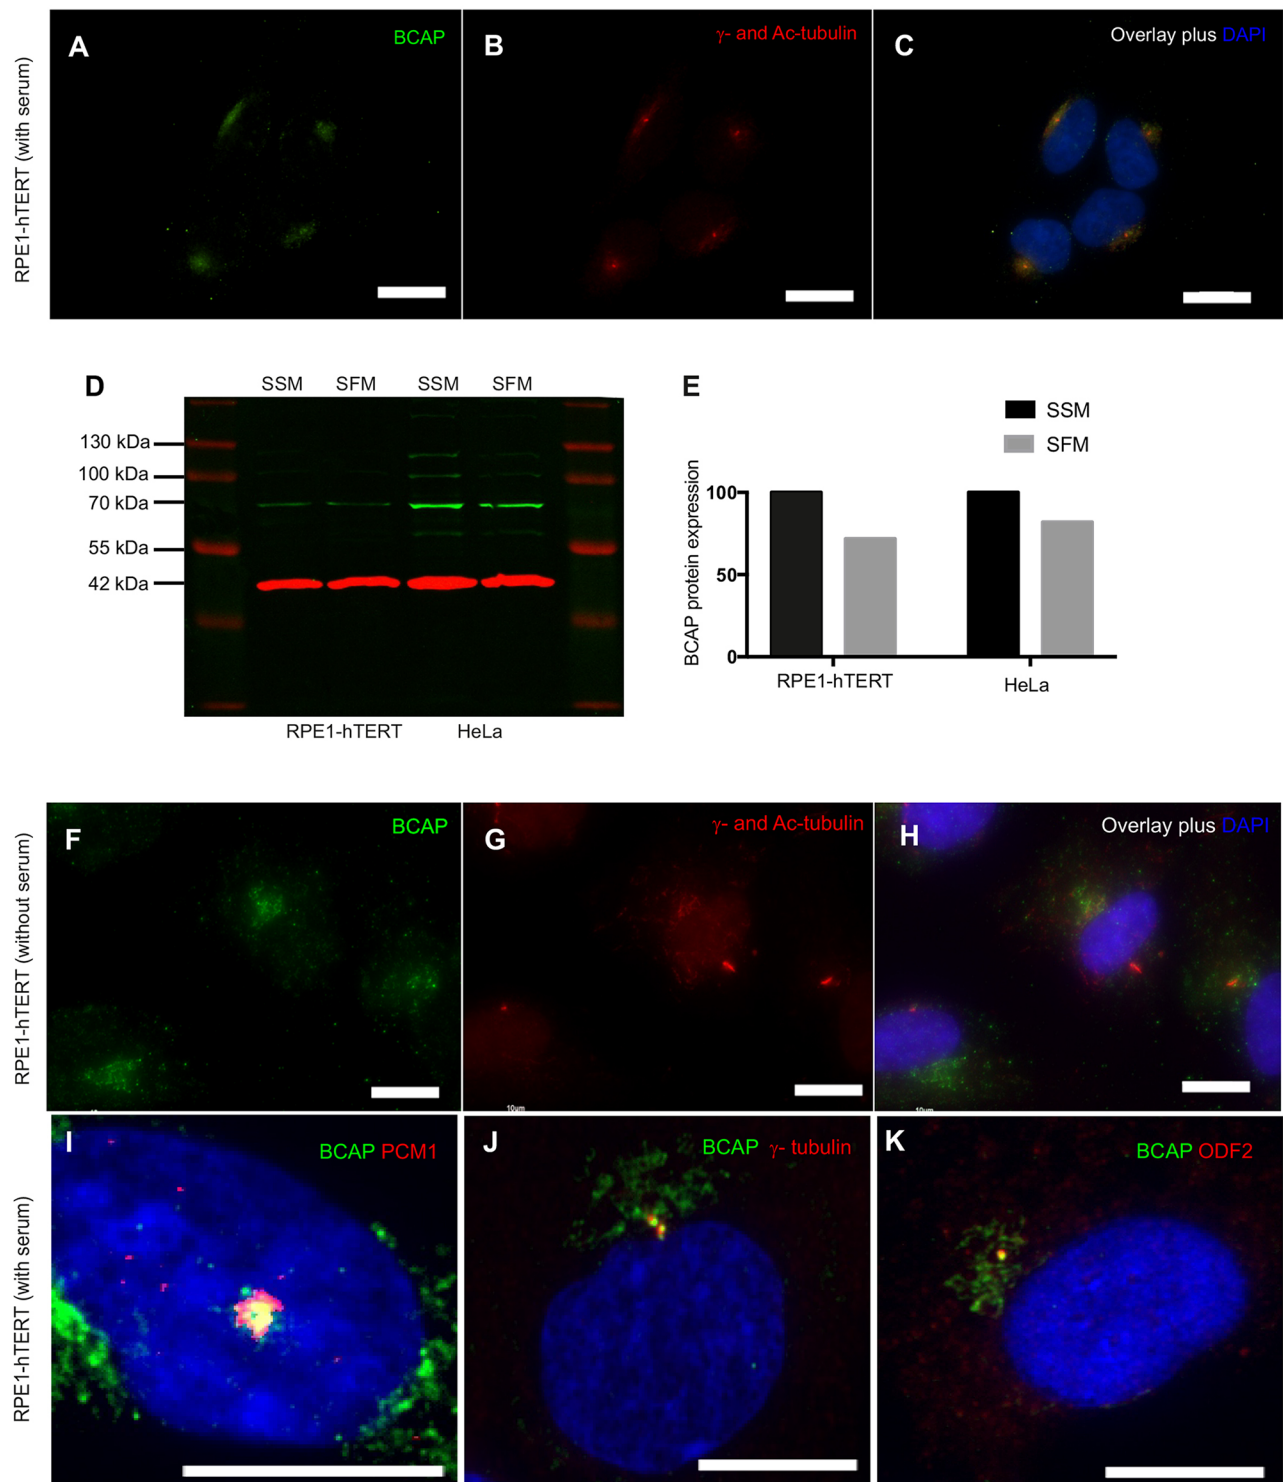 A
BCAP
B
γ- and Ac-tubulin
C
Overlay plus DAPI
RPE1-hTERT (with serum)
D
SSM SFM SSM SFM
130 kDa
100 kDa
70 kDa
55 kDa
42 kDa
RPE1-hTERT HeLa
E
SSM
SFM
BCAP protein expression
100
50
0
RPE1-hTERT
HeLa
RPE1-hTERT (without serum)
F
BCAP
G
γ- and Ac-tubulin
H
Overlay plus DAPI
10um
RPE1-hTERT (with serum)
I
BCAP PCM1
J
BCAP γ- tubulin
K
BCAP ODF2